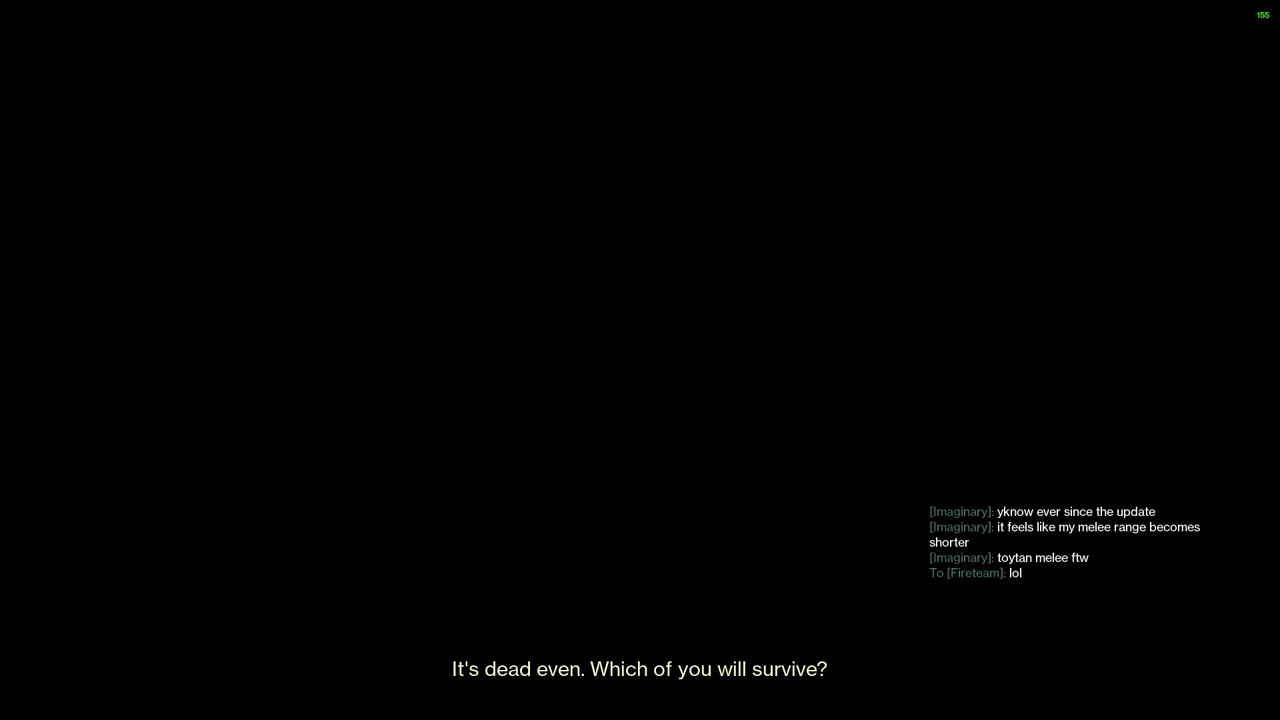 155
[Imaginary]: yknow ever since the update
[Imaginary]: it feels like my melee range becomes
shorter
[Imaginary]: toytan melee ftw
To [Fireteam]: lol
It's dead even. Which of you will survive?